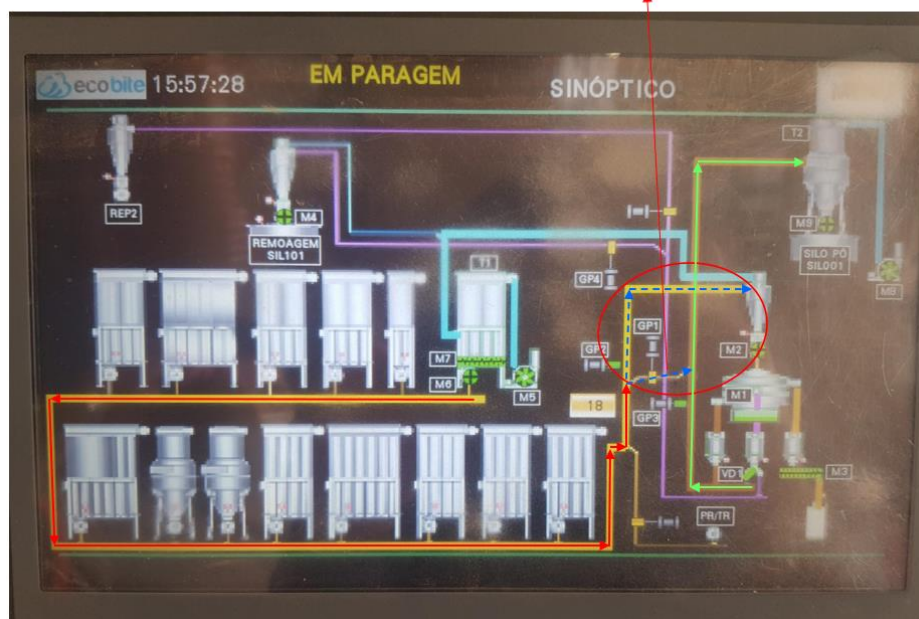 ecobite 15:57:28
EM PARAGEM
SINÓPTICO
T2
REP2
M4
REMOAGEM
SIL101
M9
SILO PÓ
SIL001
M8
T1
GP4
GP1
GP2
M7
M6
M5
M2
M1
18
GP3
VD1
M3
PR/TR